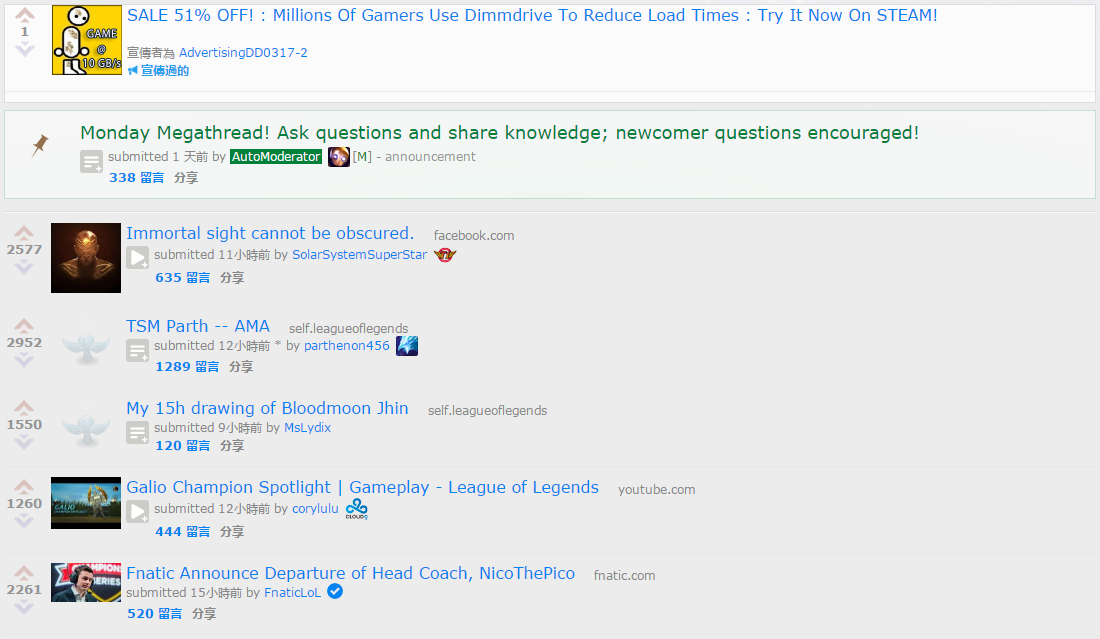 SALE 51% OFF! : Millions Of Gamers Use Dimmdrive To Reduce Load Times : Try It Now On STEAM!
1
GAME
@
10 GB/s
宣傳者為 AdvertisingDD0317-2
宣傳過的
Monday Megathread! Ask questions and share knowledge; newcomer questions encouraged!
submitted 1 天前 by AutoModerator [M] - announcement
338 留言 分享
Immortal sight cannot be obscured. facebook.com
2577
submitted 11小時前 by SolarSystemSuperStar
635 留言 分享
TSM Parth -- AMA self.leagueoflegends
2952
submitted 12小時前 * by parthenon456
1289 留言 分享
My 15h drawing of Bloodmoon Jhin self.leagueoflegends
1550
submitted 9小時前 by MsLydix
120 留言 分享
Galio Champion Spotlight | Gameplay - League of Legends youtube.com
1260
GALIO
submitted 12小時前 by corylulu
CLOUD9
444 留言 分享
Fnatic Announce Departure of Head Coach, NicoThePico fnatic.com
2261
submitted 15小時前 by FnaticLoL
520 留言 分享